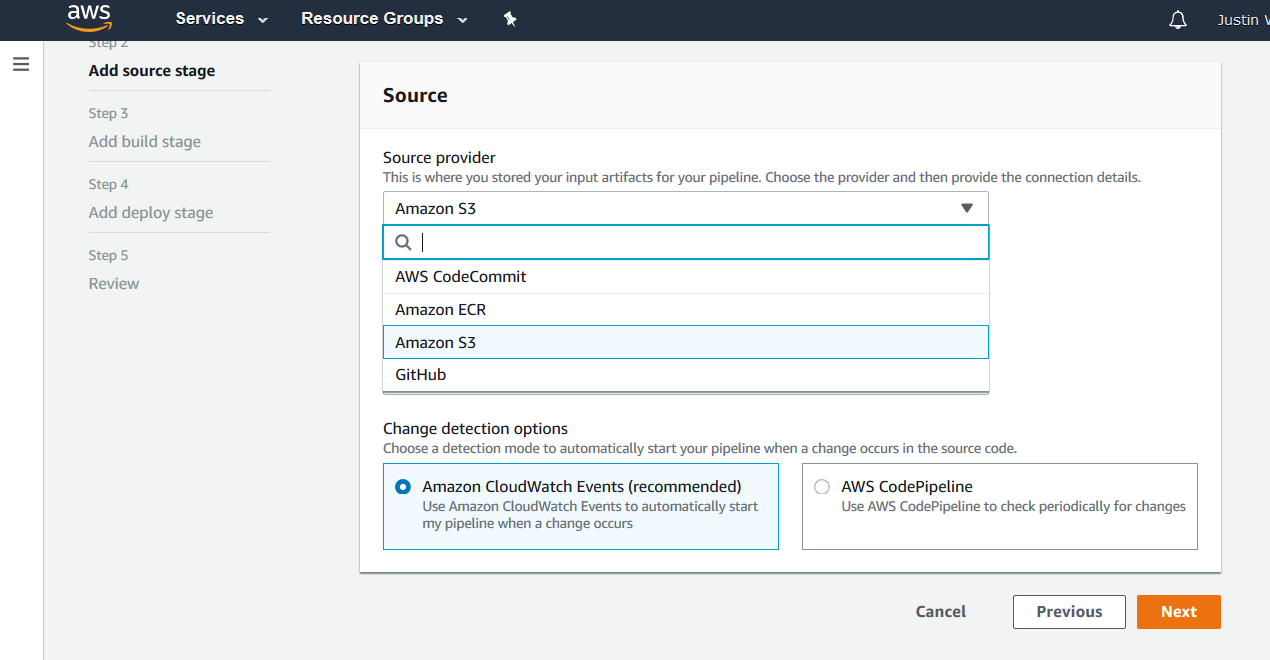 aws
Services
Resource Groups
Justin W
Step 2
Add source stage
Step 3
Add build stage
Step 4
Add deploy stage
Step 5
Review
Source
Source provider
This is where you stored your input artifacts for your pipeline. Choose the provider and then provide the connection details.
Amazon S3
AWS CodeCommit
Amazon ECR
Amazon S3
GitHub
Change detection options
Choose a detection mode to automatically start your pipeline when a change occurs in the source code.
Amazon CloudWatch Events (recommended)
Use Amazon CloudWatch Events to automatically start
my pipeline when a change occurs
AWS CodePipeline
Use AWS CodePipeline to check periodically for changes
Cancel
Previous
Next